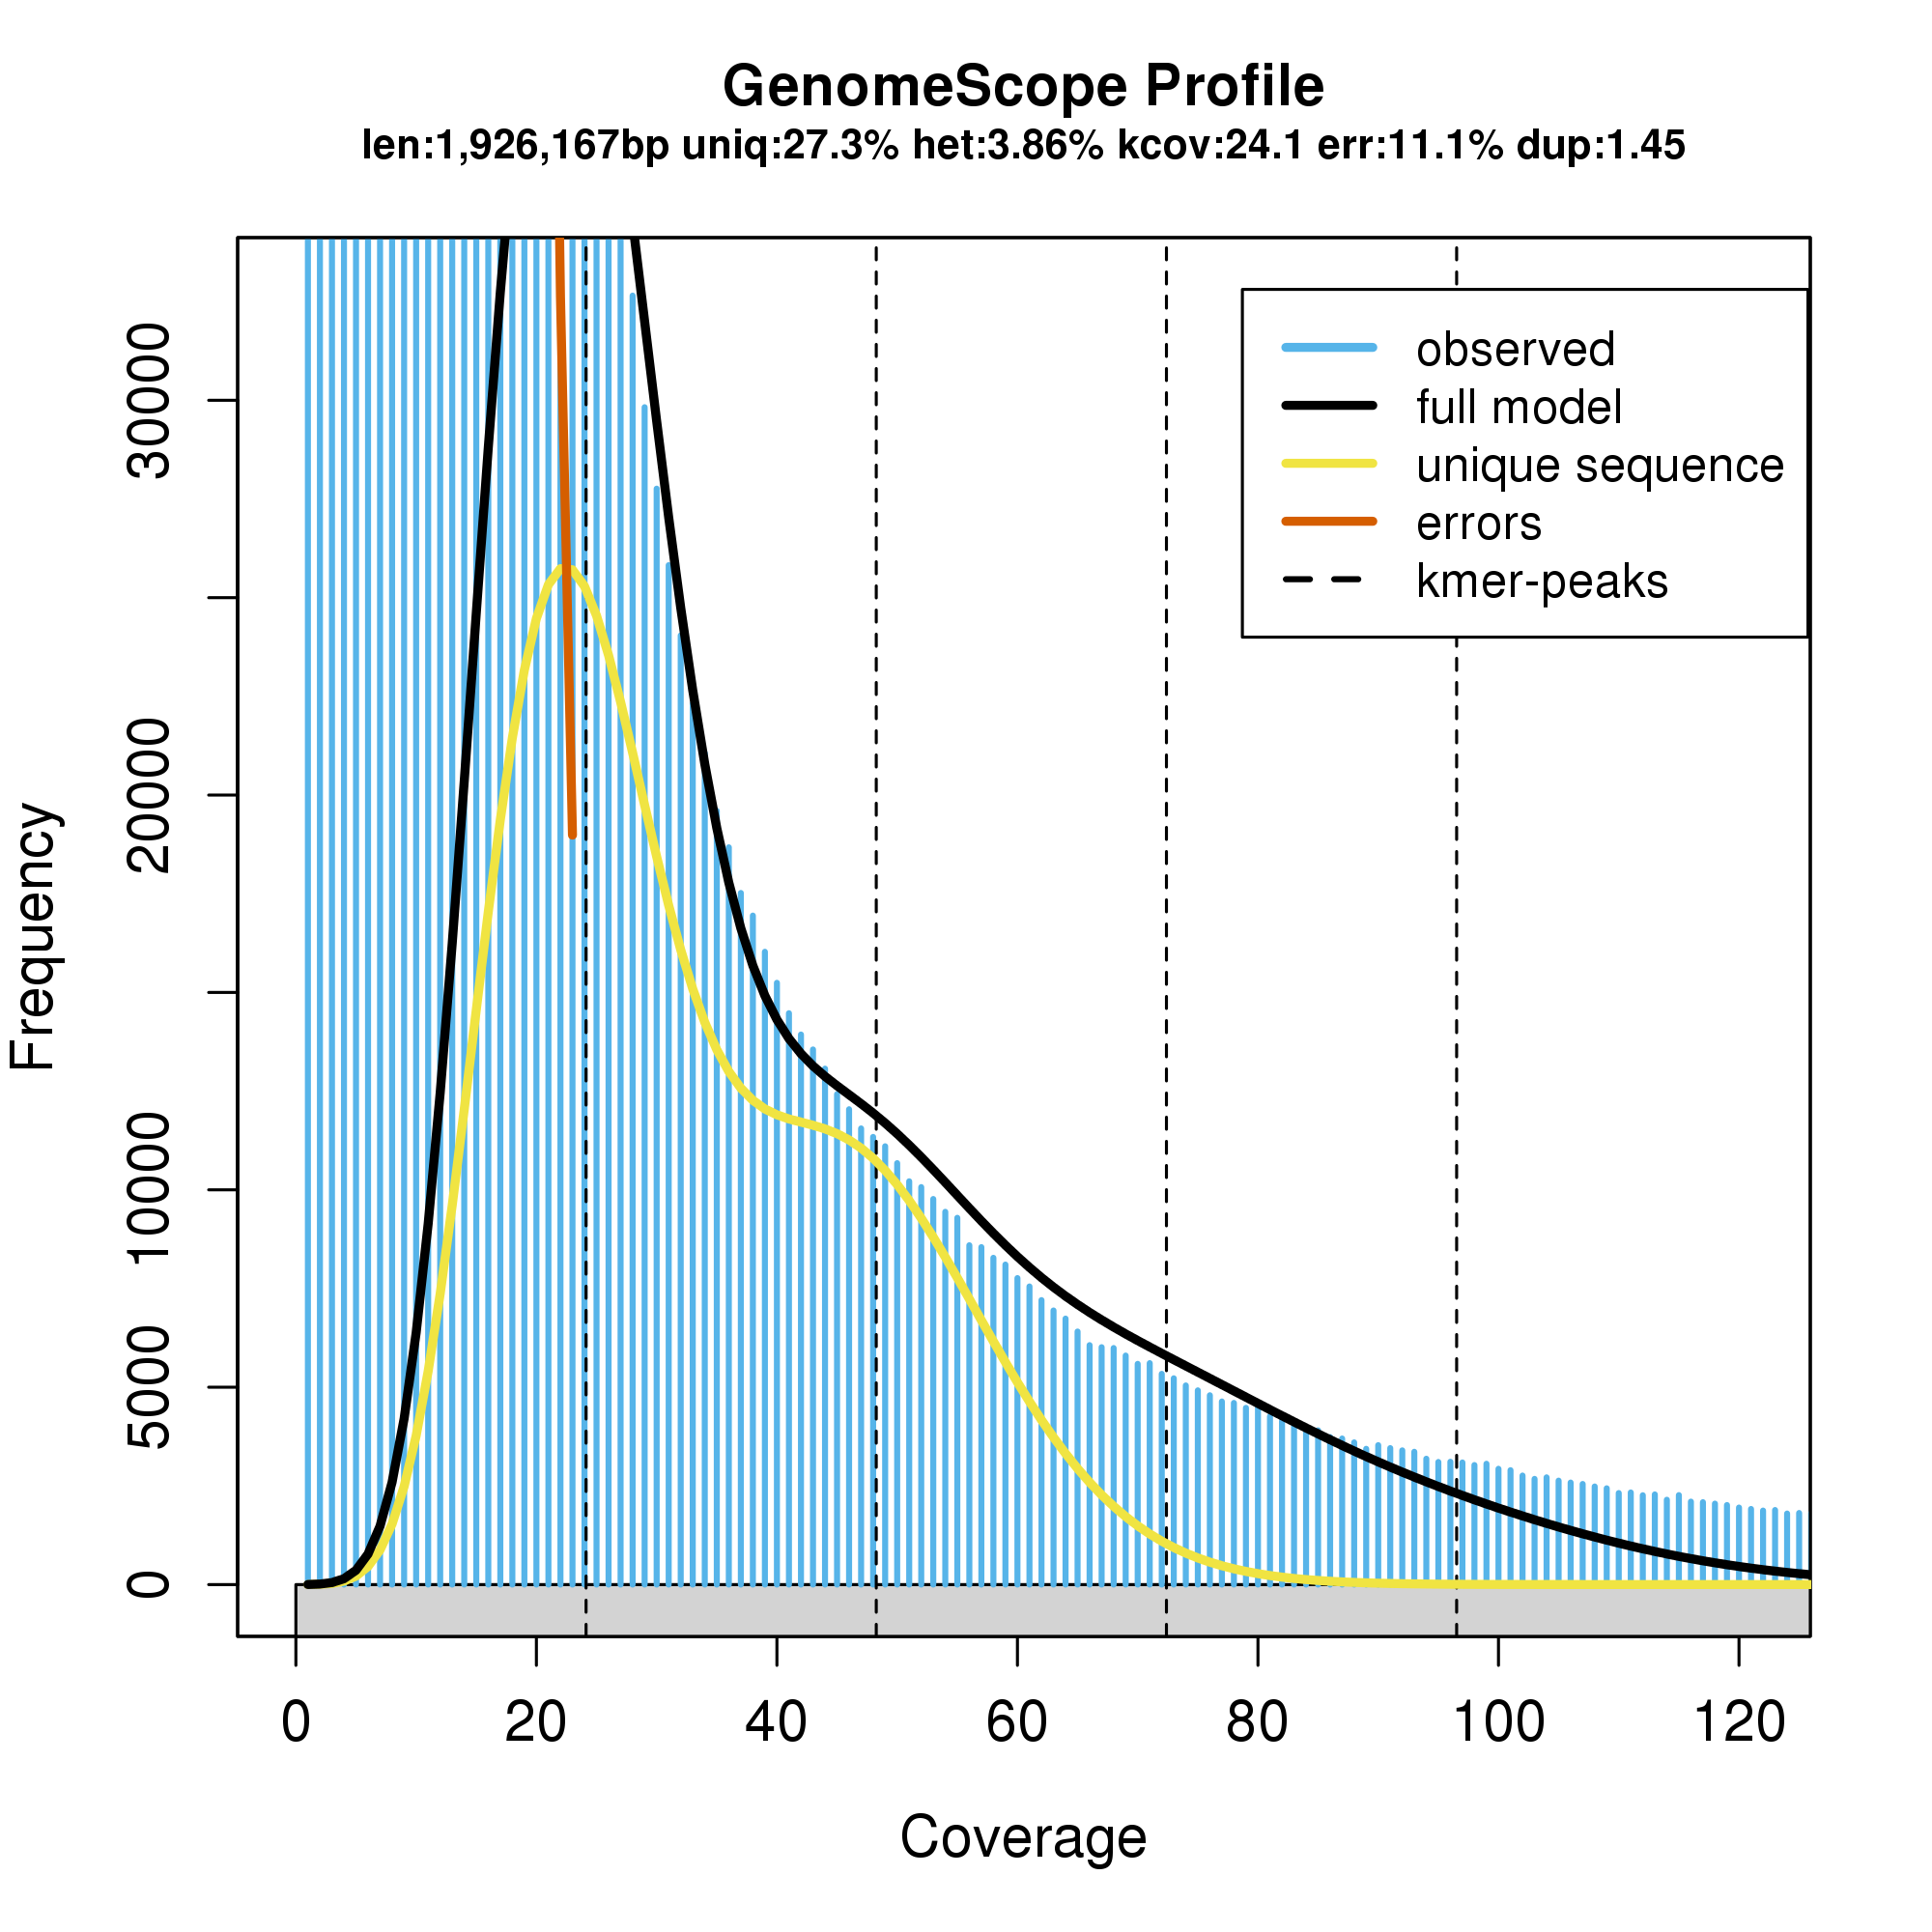 GenomeScope Profile
len:1,926,167bp uniq:27.3% het:3.86% kcov:24.1 err:11.1% dup:1.45
observed
full model
unique sequence
errors
kmer-peaks
Frequency
30000
20000
10000
5000
0
0 20 40 60 80 100 120
Coverage